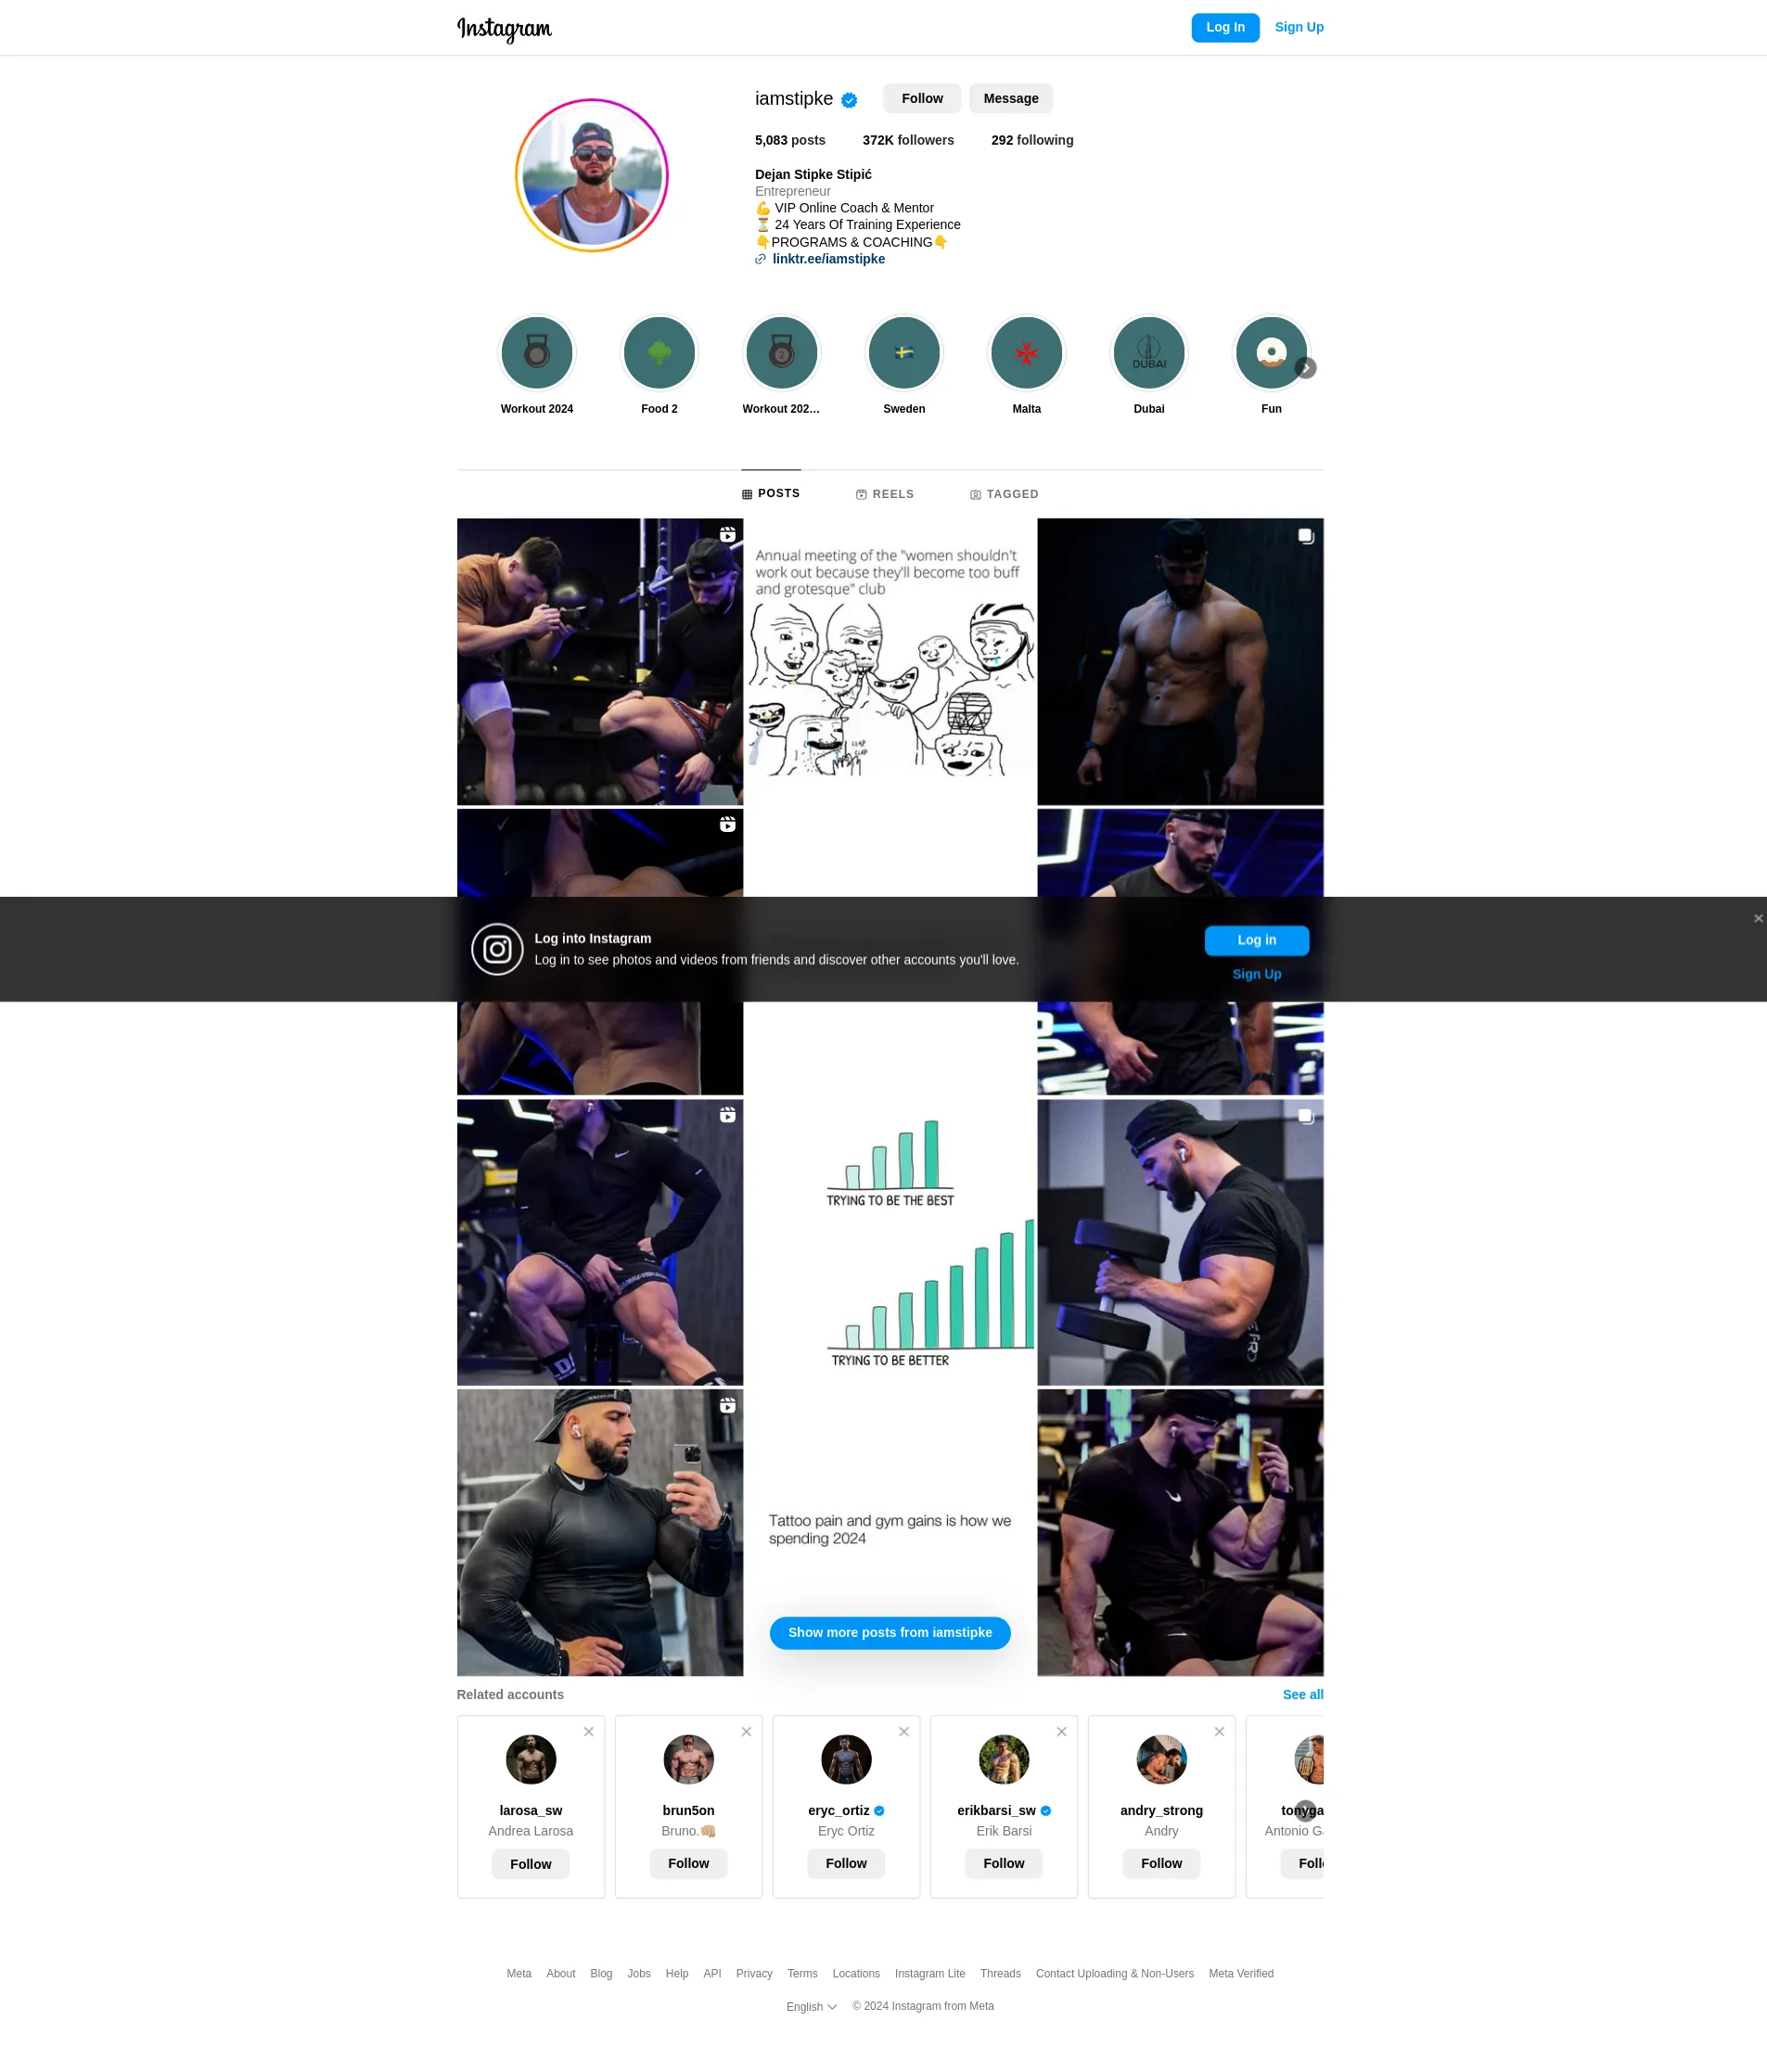 Instagram
Log In
Sign Up
iamstipke
Follow
Message
5,083 posts
372K followers
292 following
Dejan Stipke Stipić
Entrepreneur
💪 VIP Online Coach & Mentor
⏳ 24 Years Of Training Experience
👇PROGRAMS & COACHING👇
linktr.ee/iamstipke
2
DUBAI
Workout 2024
Food 2
Workout 202…
Sweden
Malta
Dubai
Fun
POSTS
REELS
TAGGED
Annual meeting of the "women shouldn't
work out because they'll become too buff
and grotesque" club
CLAP
CLAP
Log into Instagram
Log in to see photos and videos from friends and discover other accounts you'll love.
Log in
Sign Up
TRYING TO BE THE BEST
TRYING TO BE BETTER
Tattoo pain and gym gains is how we
spending 2024
Show more posts from iamstipke
Related accounts
See all
larosa_sw
Andrea Larosa
Follow
brun5on
Bruno.👊🏼
Follow
eryc_ortiz
Eryc Ortiz
Follow
erikbarsi_sw
Erik Barsi
Follow
andry_strong
Andry
Follow
Antonio
Meta
About
Blog
Jobs
Help
API
Privacy
Terms
Locations
Instagram Lite
Threads
Contact Uploading & Non-Users
Meta Verified
English
© 2024 Instagram from Meta